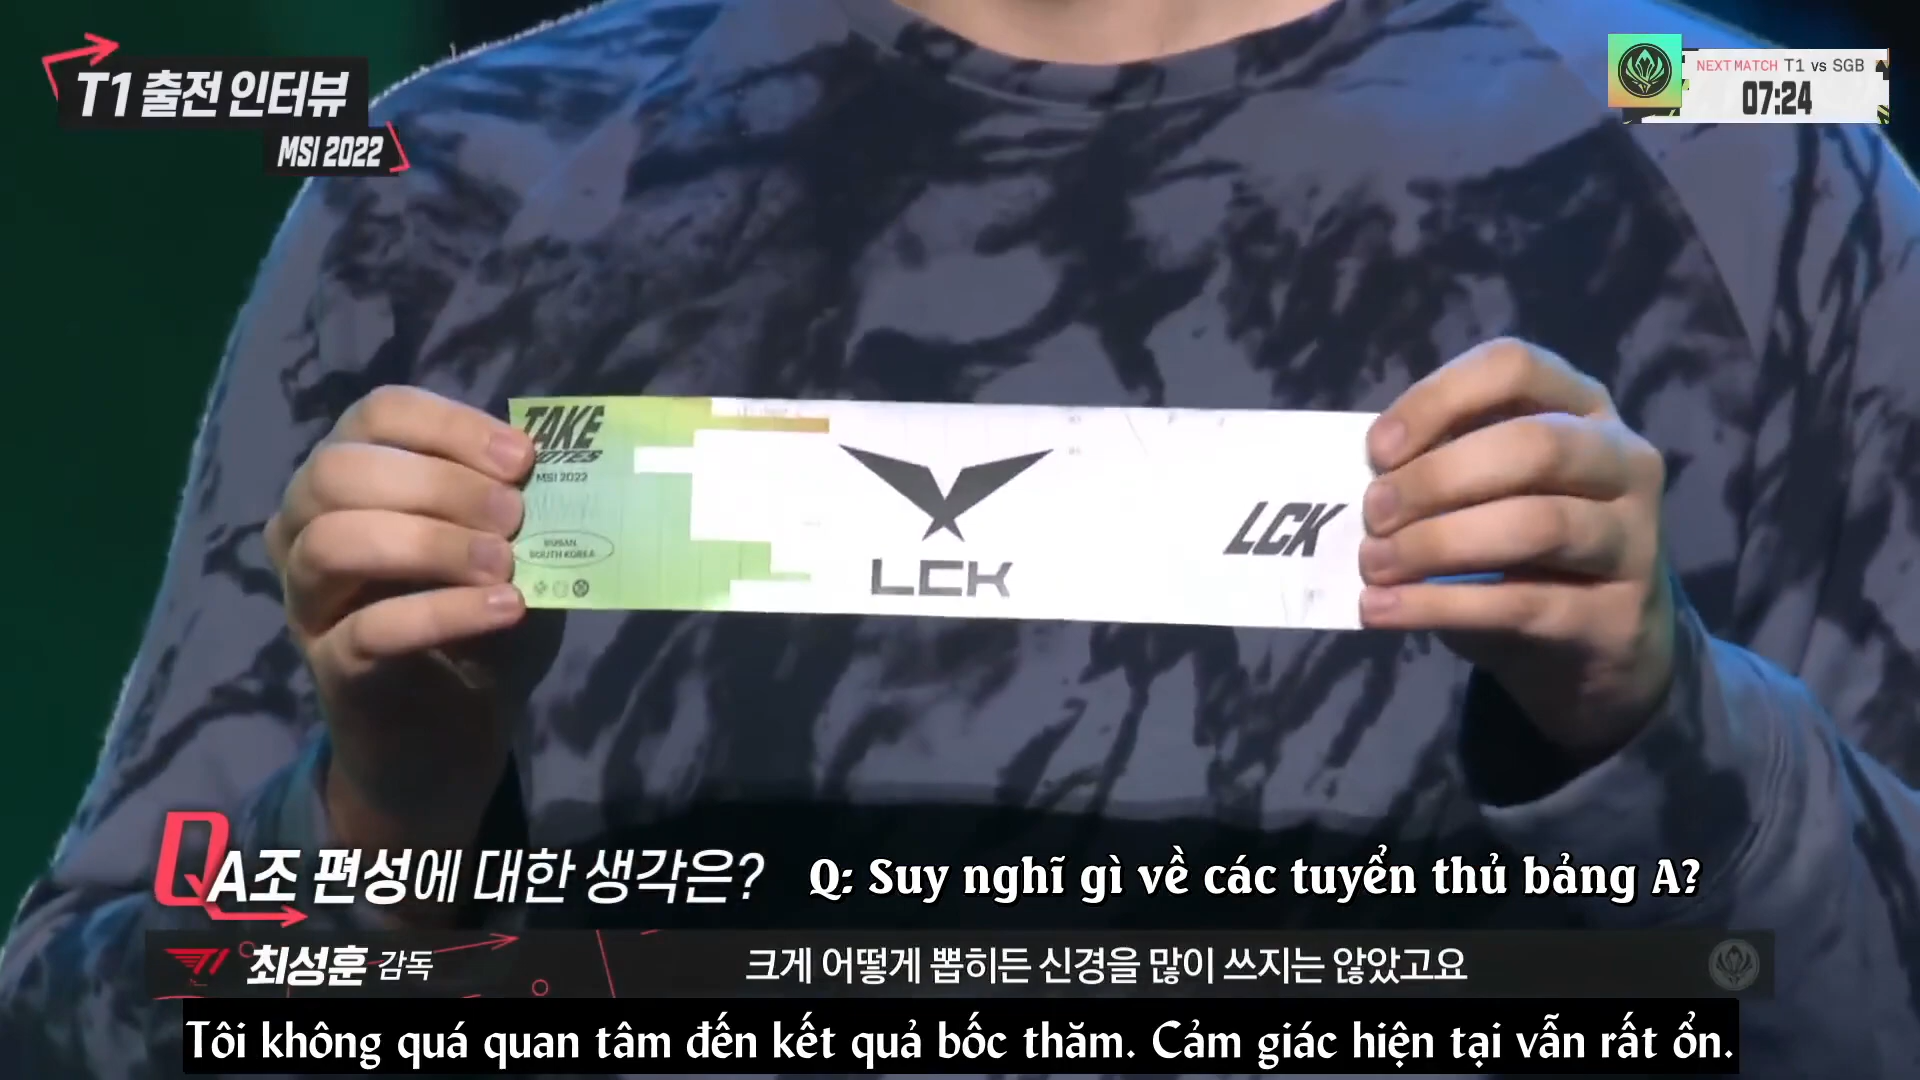 T1 출전 인터뷰
MSI 2022
NEXT MATCH T1 vs SGB
07:24
TAKE
NOTES
MSI 2022
BUSAN,
SOUTH KOREA
LCK
LCK
Q A조 편성에 대한 생각은?
Q: Suy nghĩ gì về các tuyển thủ bảng A?
최성훈 감독
크게 어떻게 뽑히든 신경을 많이 쓰지는 않았고요
Tôi không quá quan tâm đến kết quả bốc thăm. Cảm giác hiện tại vẫn rất ổn.